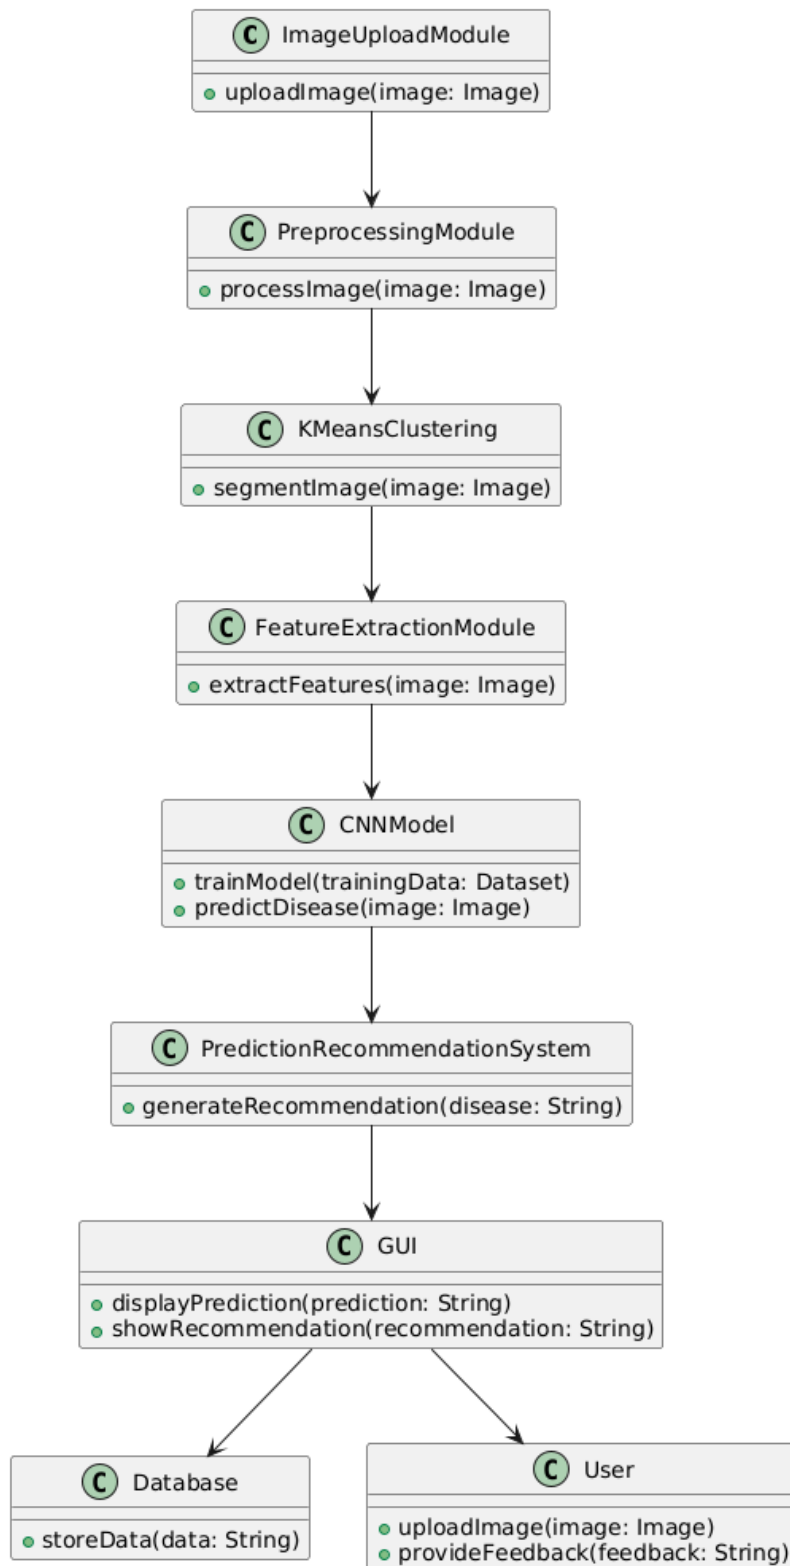 C ImageUploadModule
uploadImage(image: Image)
C PreprocessingModule
processImage(image: Image)
C KMeansClustering
segmentImage(image: Image)
C FeatureExtractionModule
extractFeatures(image: Image)
C CNNModel
trainModel(trainingData: Dataset)
predictDisease(image: Image)
C PredictionRecommendationSystem
generateRecommendation(disease: String)
C GUI
displayPrediction(prediction: String)
showRecommendation(recommendation: String)
C Database
storeData(data: String)
C User
uploadImage(image: Image)
provideFeedback(feedback: String)